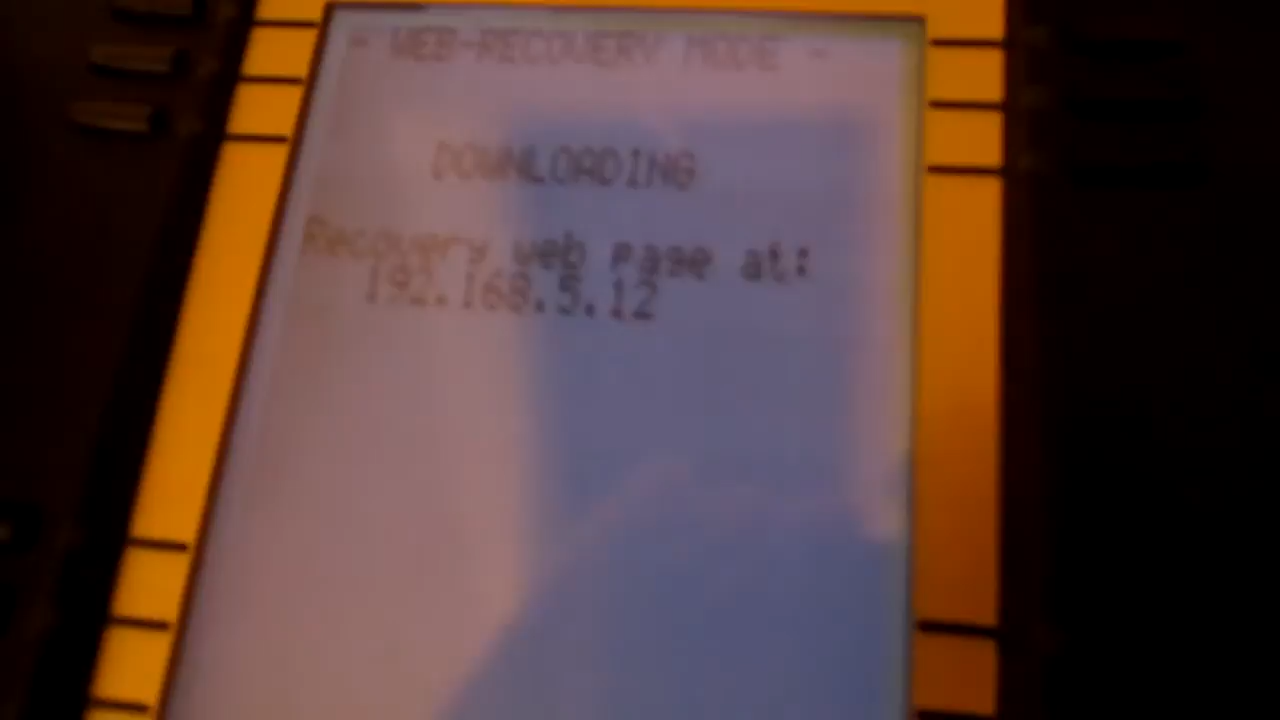 - WEB-RECOVERY MODE -
DOWNLOADING
Recovery web page at:
192.168.5.12